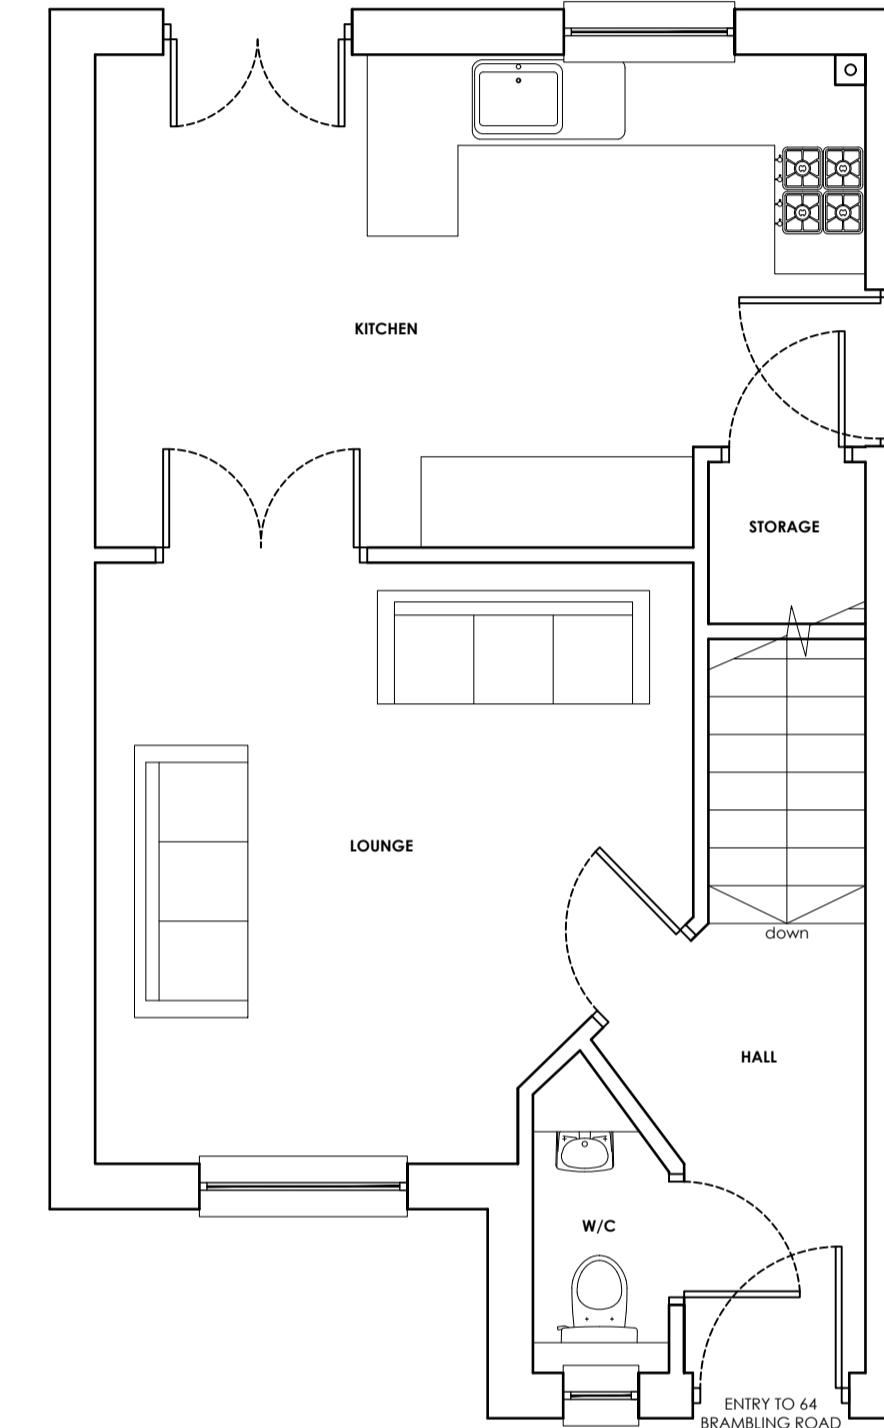 KITCHEN
STORAGE
LOUNGE
down
HALL
W/C
ENTRY TO 64
BRAMBLING ROAD